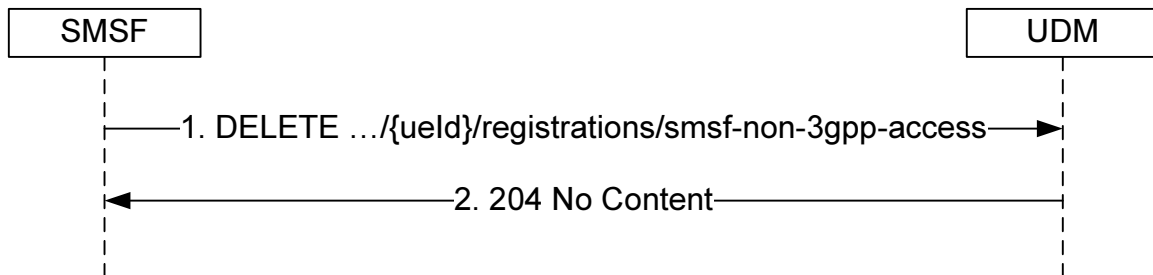 SMSF
UDM
1. DELETE …/{ueId}/registrations/smsf-non-3gpp-access
2. 204 No Content